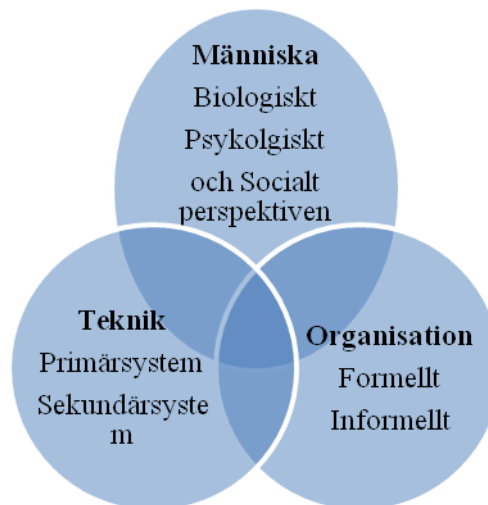 Människa
Biologiskt
Psykolgiskt
och Socialt
perspektiven
Teknik
Primärsystem
Sekundärsyste
m
Organisation
Formellt
Informellt